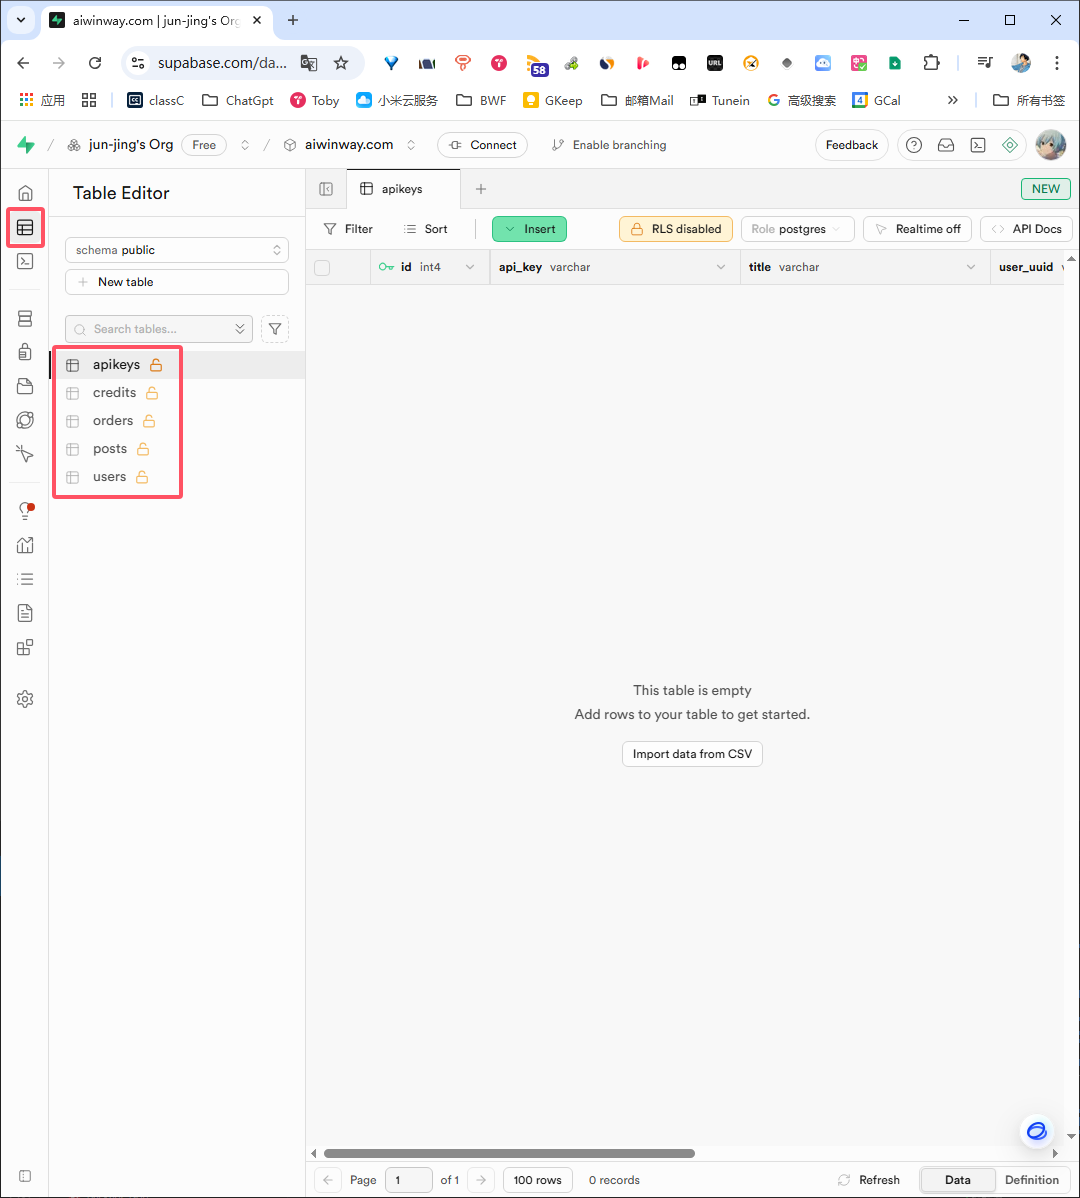 aiwinway.com | jun-jing's Org
supabase.com/da...
58
URL
应用
classC
ChatGpt
Toby
小米云服务
BWF
GKeep
邮箱Mail
Tunein
高级搜索
GCal
所有书签
jun-jing's Org
Free
aiwinway.com
Connect
Enable branching
Feedback
Table Editor
apikeys
NEW
schema public
New table
Search tables...
Filter
Sort
Insert
RLS disabled
Role postgres
Realtime off
API Docs
id int4
api_key varchar
title varchar
user_uuid
apikeys
credits
orders
posts
users
This table is empty
Add rows to your table to get started.
Import data from CSV
Page
1
of 1
100 rows
0 records
Refresh
Data
Definition